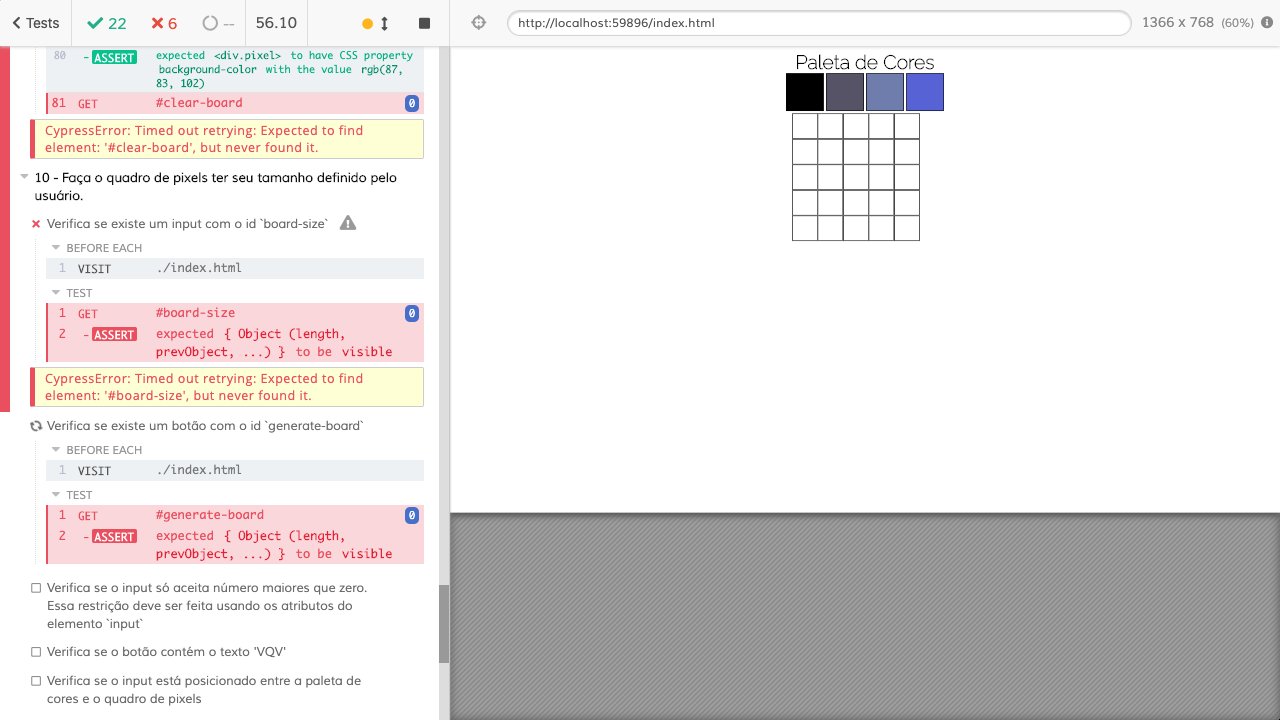 Tests 22 6 -- 56.10 http://localhost:59896/index.html 1366 x 768 (60%)
80 - ASSERT expected <div.pixel> to have CSS property
background-color with the value rgb(87,
83, 102)
81 GET #clear-board 0
CypressError: Timed out retrying: Expected to find
element: '#clear-board', but never found it.
10 - Faça o quadro de pixels ter seu tamanho definido pelo
usuário.
Verifica se existe um input com o id `board-size`
BEFORE EACH
1 VISIT ./index.html
TEST
1 GET #board-size 0
2 - ASSERT expected { Object (length,
prevObject, ...) } to be visible
CypressError: Timed out retrying: Expected to find
element: '#board-size', but never found it.
Verifica se existe um botão com o id `generate-board`
BEFORE EACH
1 VISIT ./index.html
TEST
1 GET #generate-board 0
2 - ASSERT expected { Object (length,
prevObject, ...) } to be visible
Verifica se o input só aceita número maiores que zero.
Essa restrição deve ser feita usando os atributos do
elemento `input`
Verifica se o botão contém o texto 'VQV'
Verifica se o input está posicionado entre a paleta de
cores e o quadro de pixels
Paleta de Cores